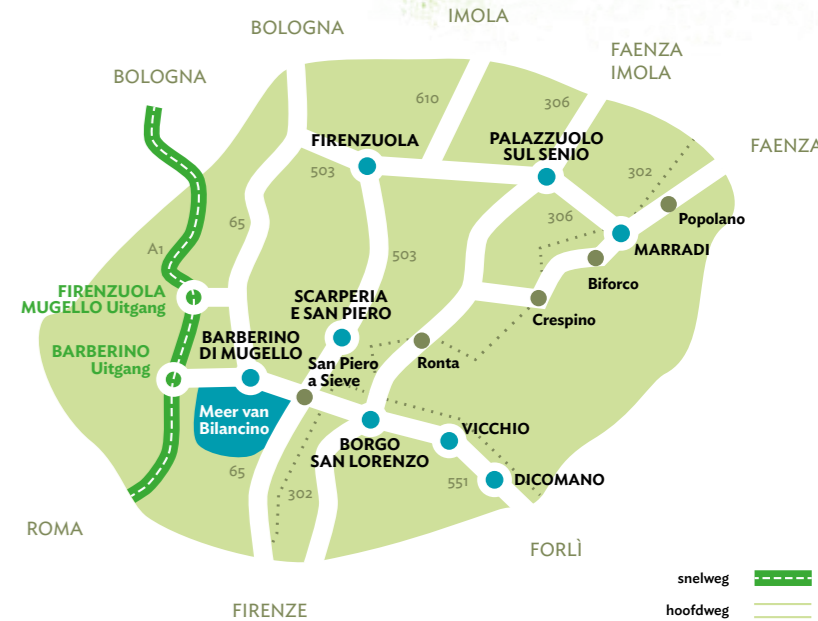 IMOLA
BOLOGNA
FAENZA
IMOLA
BOLOGNA
610
306
FIRENZUOLA
PALAZZUOLO
SUL SENIO
FAENZA
503
302
306
Popolano
65
A1
503
MARRADI
Biforco
FIRENZUOLA
MUGELLO Uitgang
SCARPERIA
E SAN PIERO
Crespino
BARBERINO
Uitgang
BARBERINO
DI MUGELLO
San Piero
a Sieve
Ronta
Meer van
Bilancino
VICCHIO
BORGO
SAN LORENZO
65
302
551
DICOMANO
ROMA
FORLÌ
snelweg
FIRENZE
hoofdweg